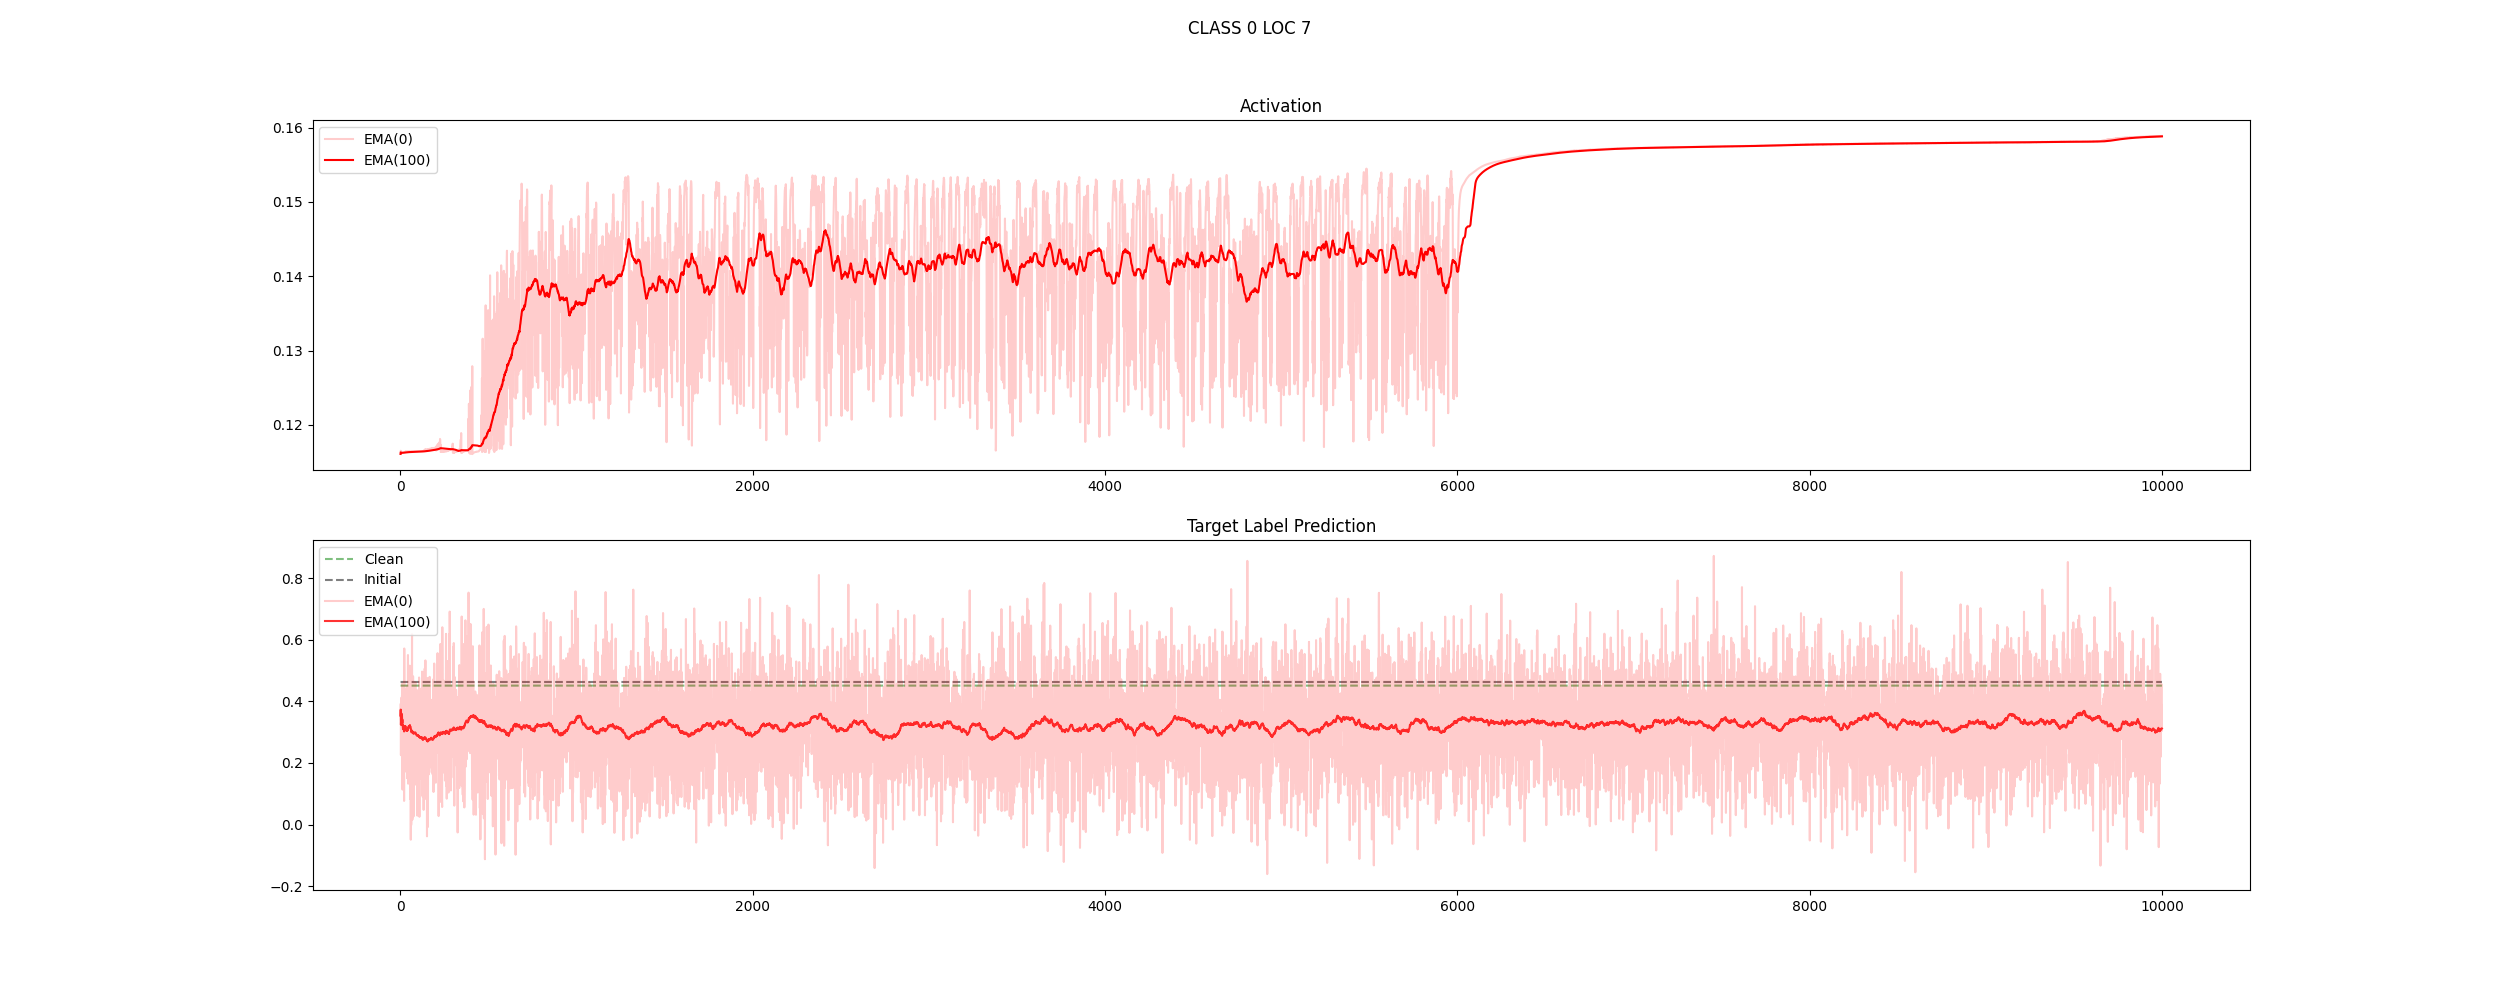 CLASS 0 LOC 7
Activation
0.16
0.15
0.14
0.13
0.12
EMA(0)
EMA(100)
0
2000
4000
6000
8000
10000
Target Label Prediction
0.8
0.6
0.4
0.2
0.0
−0.2
Clean
Initial
EMA(0)
EMA(100)
0
2000
4000
6000
8000
10000